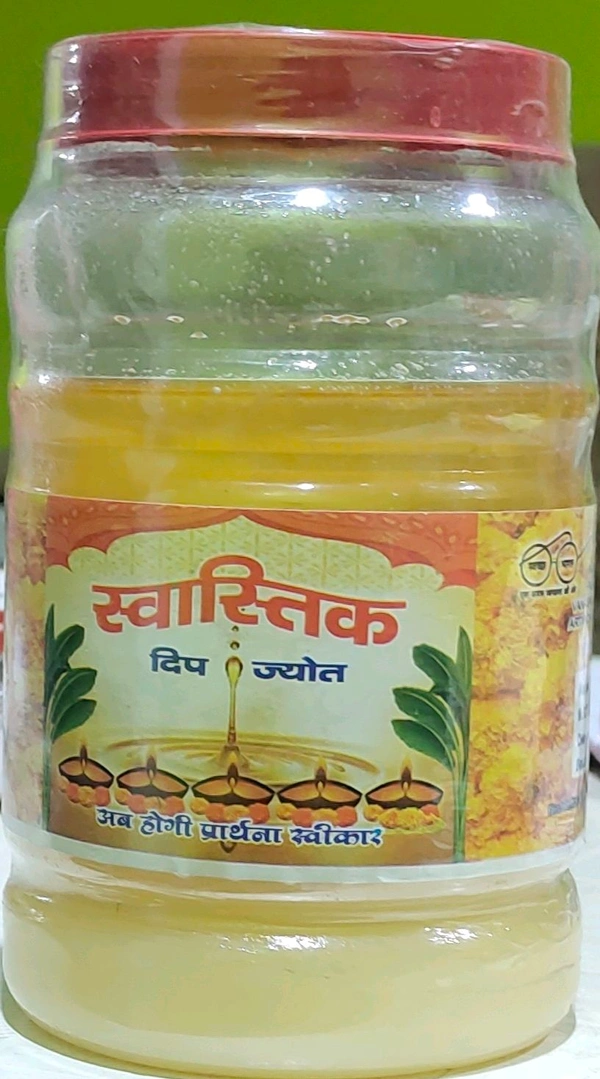 स्वास्तिक
दिप ज्योत
अब होगी प्रार्थना स्वीकार